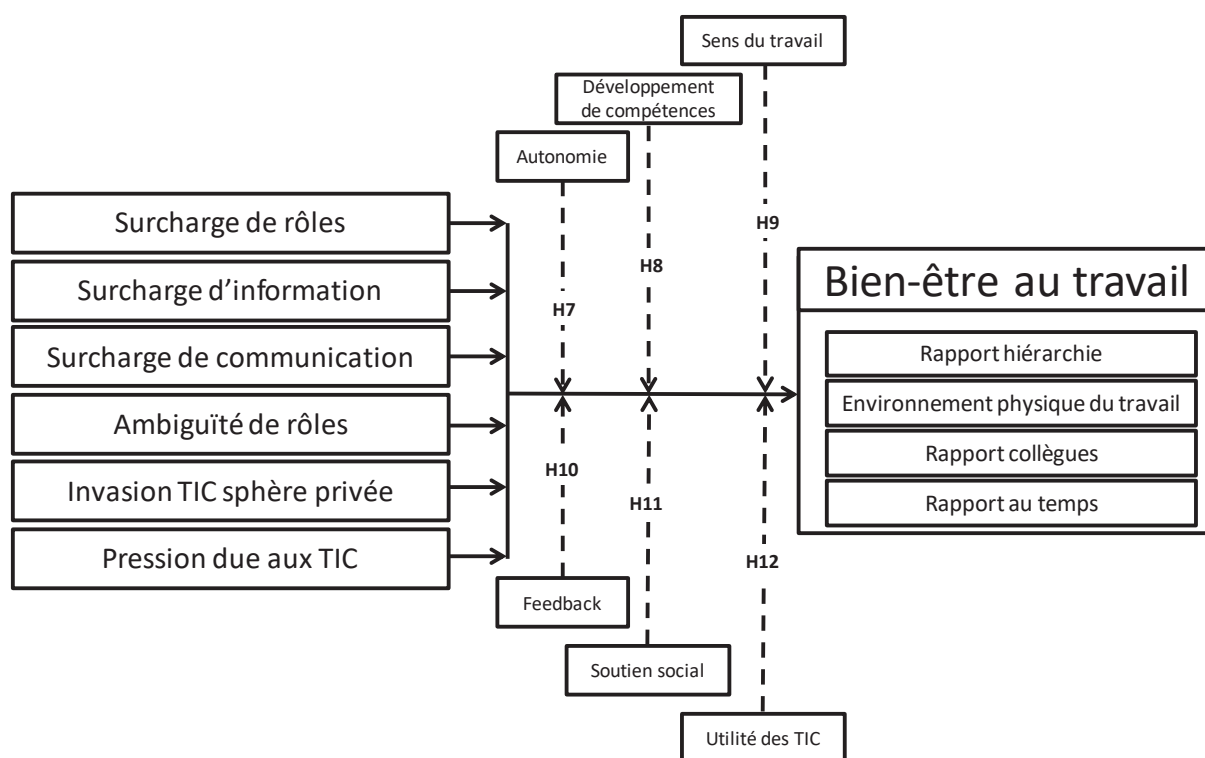 Sens du travail
Développement
de compétences
Autonomie
Surcharge de rôles
Surcharge d’information
Surcharge de communication
Ambiguïté de rôles
Invasion TIC sphère privée
Pression due aux TIC
H7
H8
H9
H10
H11
H12
Bien-être au travail
Rapport hiérarchie
Environnement physique du travail
Rapport collègues
Rapport au temps
Feedback
Soutien social
Utilité des TIC